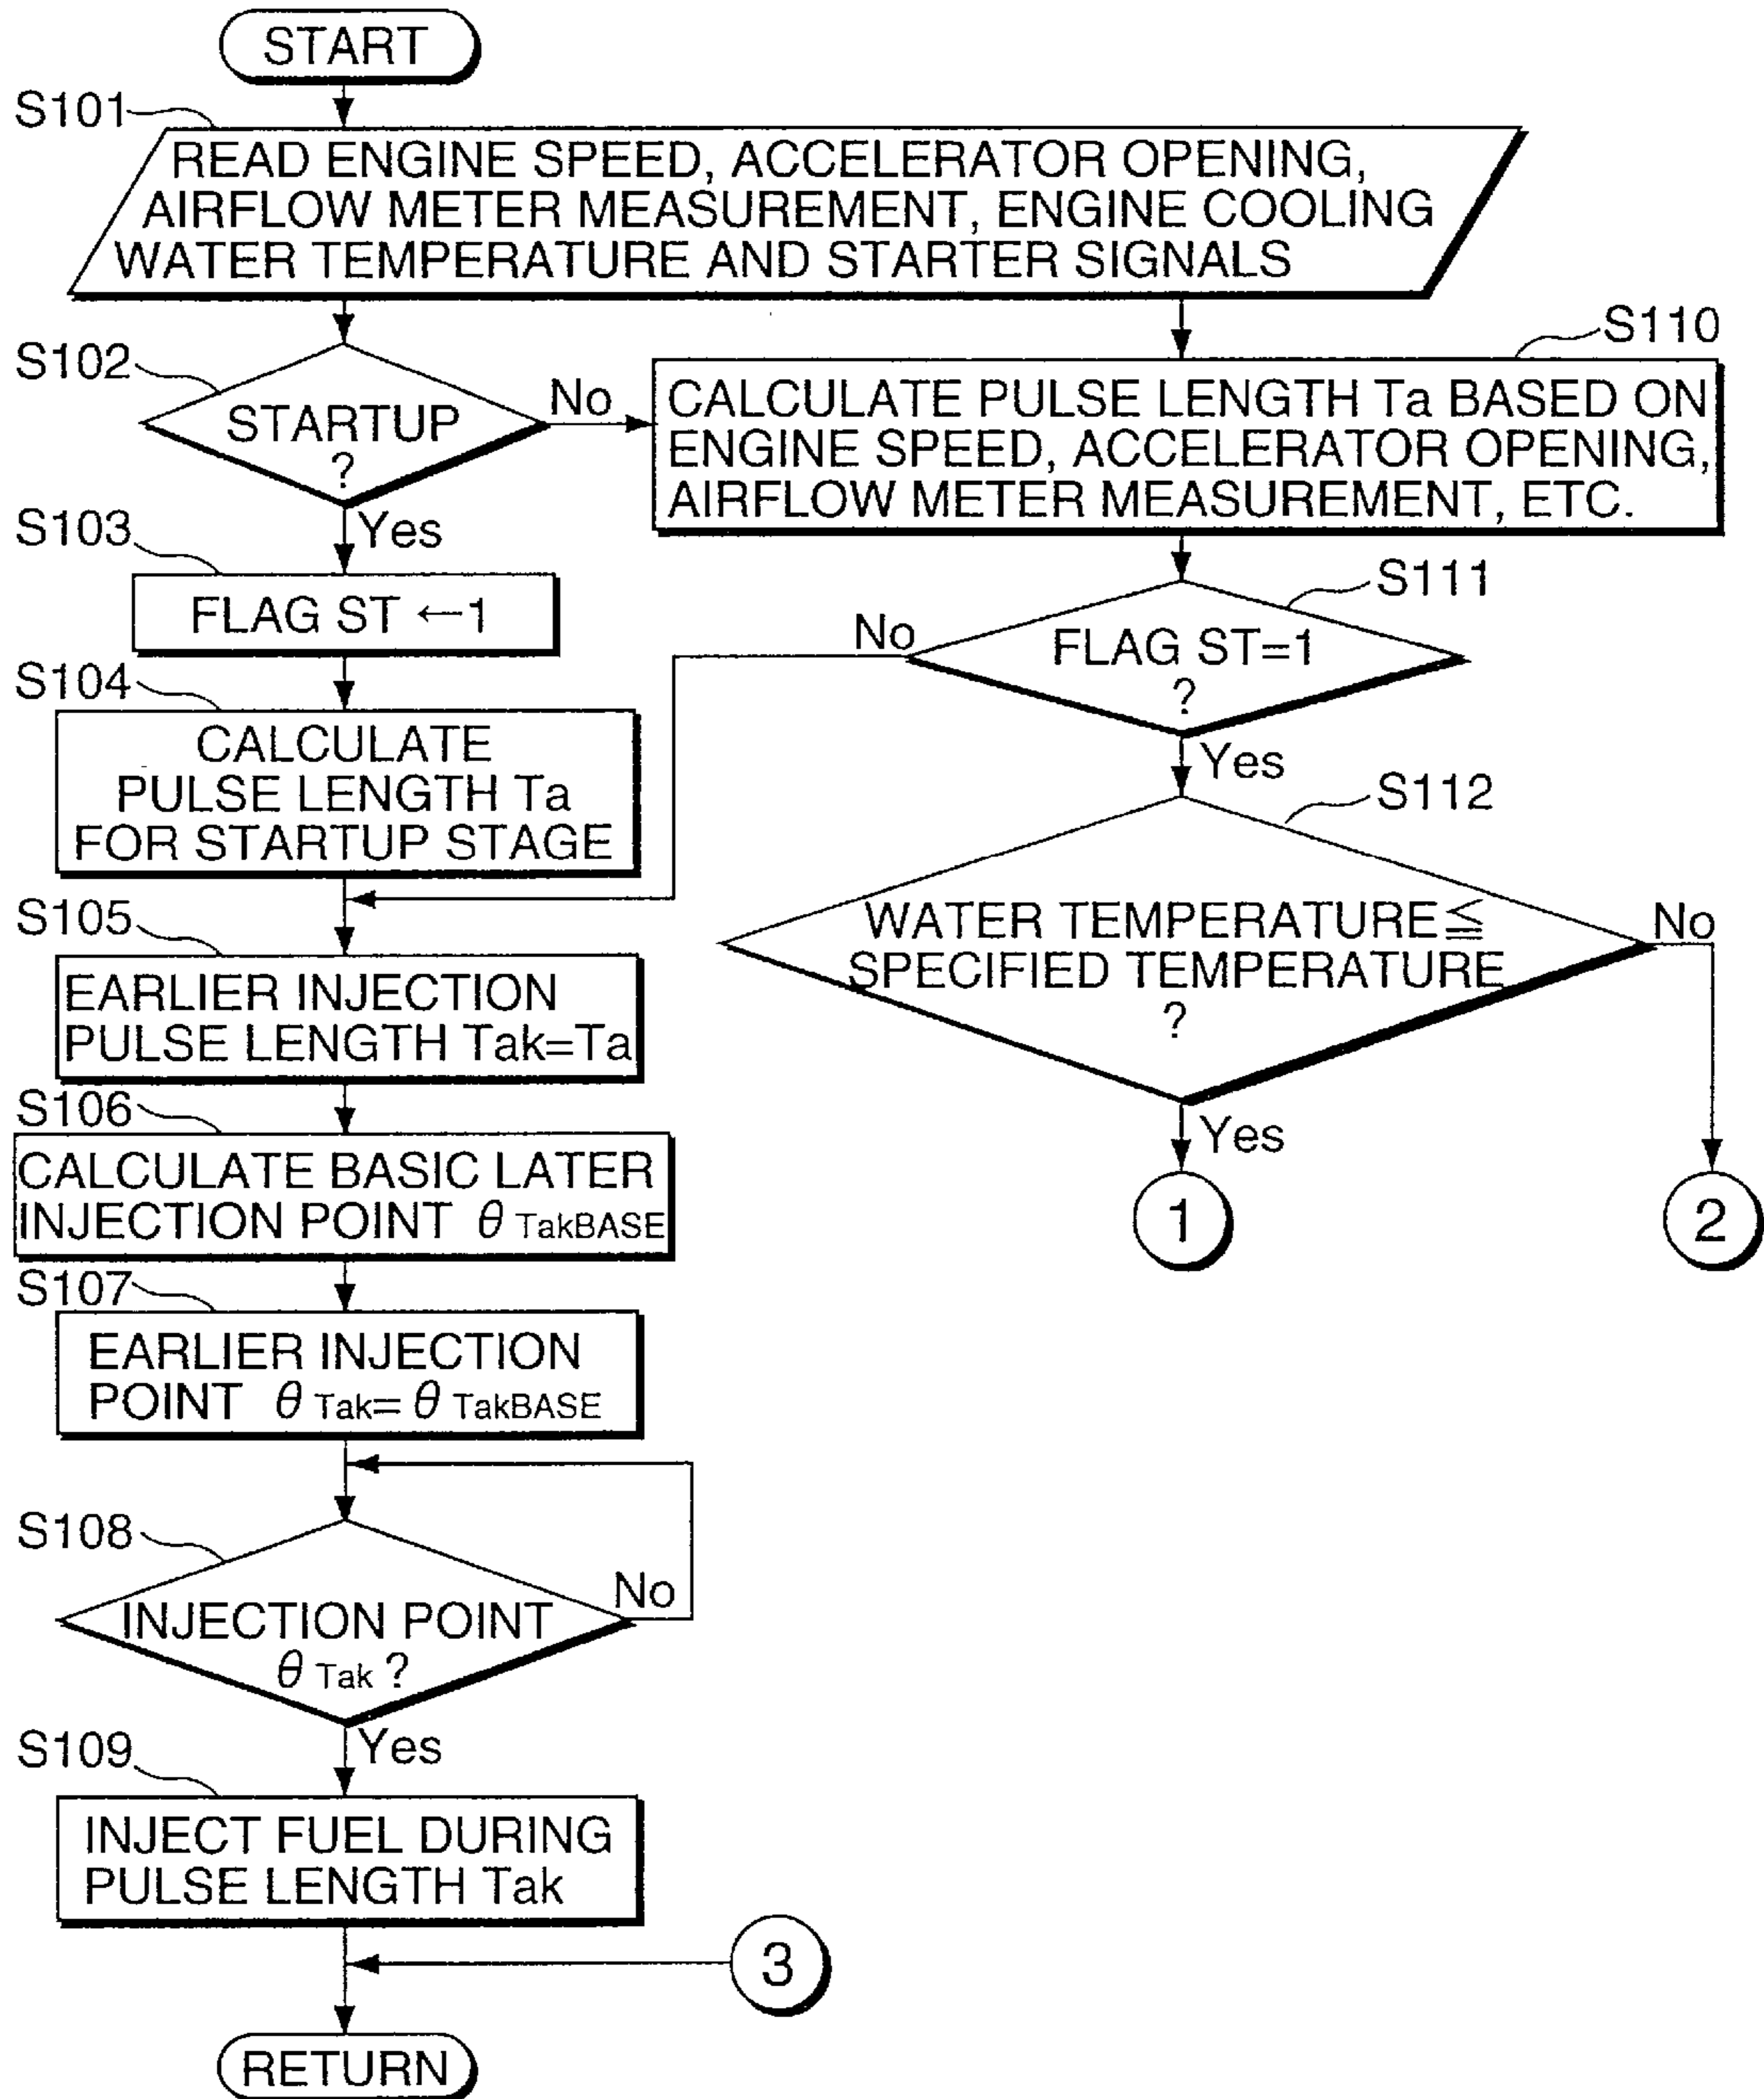 START
S101
READ ENGINE SPEED, ACCELERATOR OPENING,
AIRFLOW METER MEASUREMENT, ENGINE COOLING
WATER TEMPERATURE AND STARTER SIGNALS
S102
STARTUP
?
No
Yes
S103
FLAG ST ←1
S104
CALCULATE
PULSE LENGTH Ta
FOR STARTUP STAGE
S105
EARLIER INJECTION
PULSE LENGTH Tak=Ta
S106
CALCULATE BASIC LATER
INJECTION POINT θ TakBASE
S107
EARLIER INJECTION
POINT θ Tak= θ TakBASE
S108
INJECTION POINT
θ Tak ?
No
Yes
S109
INJECT FUEL DURING
PULSE LENGTH Tak
3
RETURN
S110
CALCULATE PULSE LENGTH Ta BASED ON
ENGINE SPEED, ACCELERATOR OPENING,
AIRFLOW METER MEASUREMENT, ETC.
S111
FLAG ST=1
?
No
Yes
S112
WATER TEMPERATURE≦
SPECIFIED TEMPERATURE
?
No
Yes
1
2